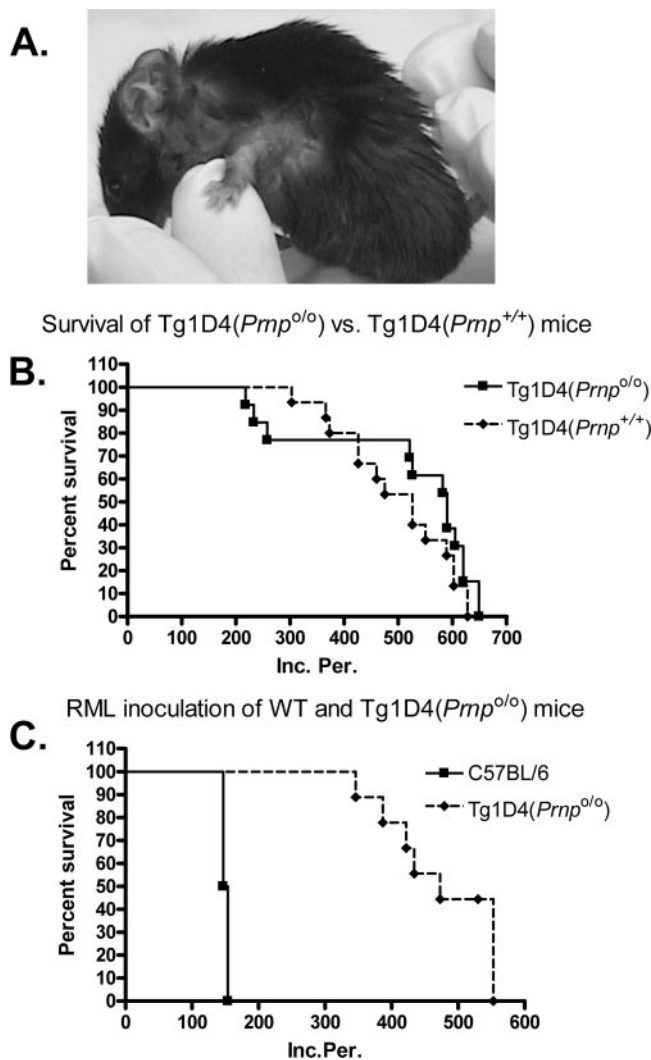 A.
Survival of Tg1D4(Prnp^o/o) vs. Tg1D4(Prnp^+/+) mice
B.
Tg1D4(Prnp^o/o)
Tg1D4(Prnp^+/+)
Percent survival
110
100
90
80
70
60
50
40
30
20
10
0
0 100 200 300 400 500 600 700
Inc. Per.
RML inoculation of WT and Tg1D4(Prnp^o/o) mice
C.
C57BL/6
Tg1D4(Prnp^o/o)
Percent survival
110
100
90
80
70
60
50
40
30
20
10
0
0 100 200 300 400 500 600
Inc.Per.